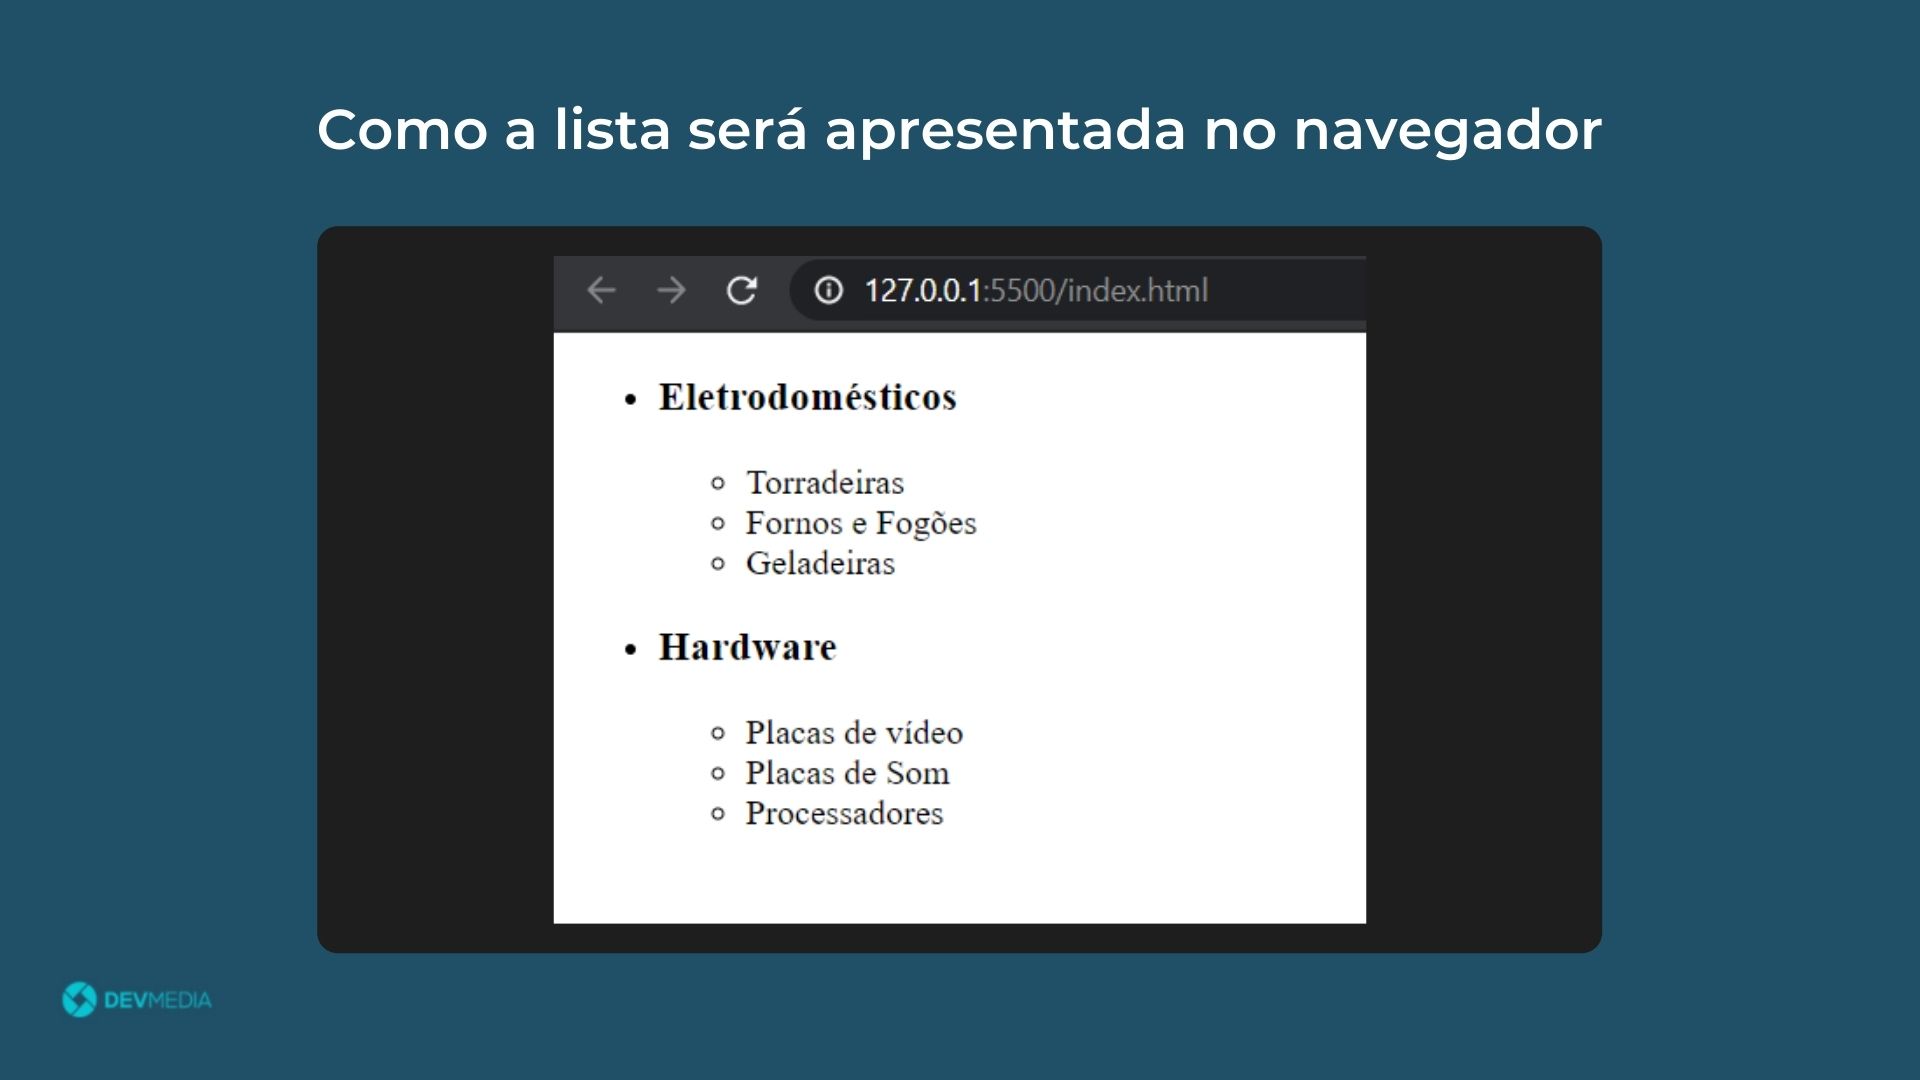 Como a lista será apresentada no navegador
127.0.0.1:5500/index.html
Eletrodomésticos
Torradeiras
Fornos e Fogões
Geladeiras
Hardware
Placas de vídeo
Placas de Som
Processadores
DEVMEDIA